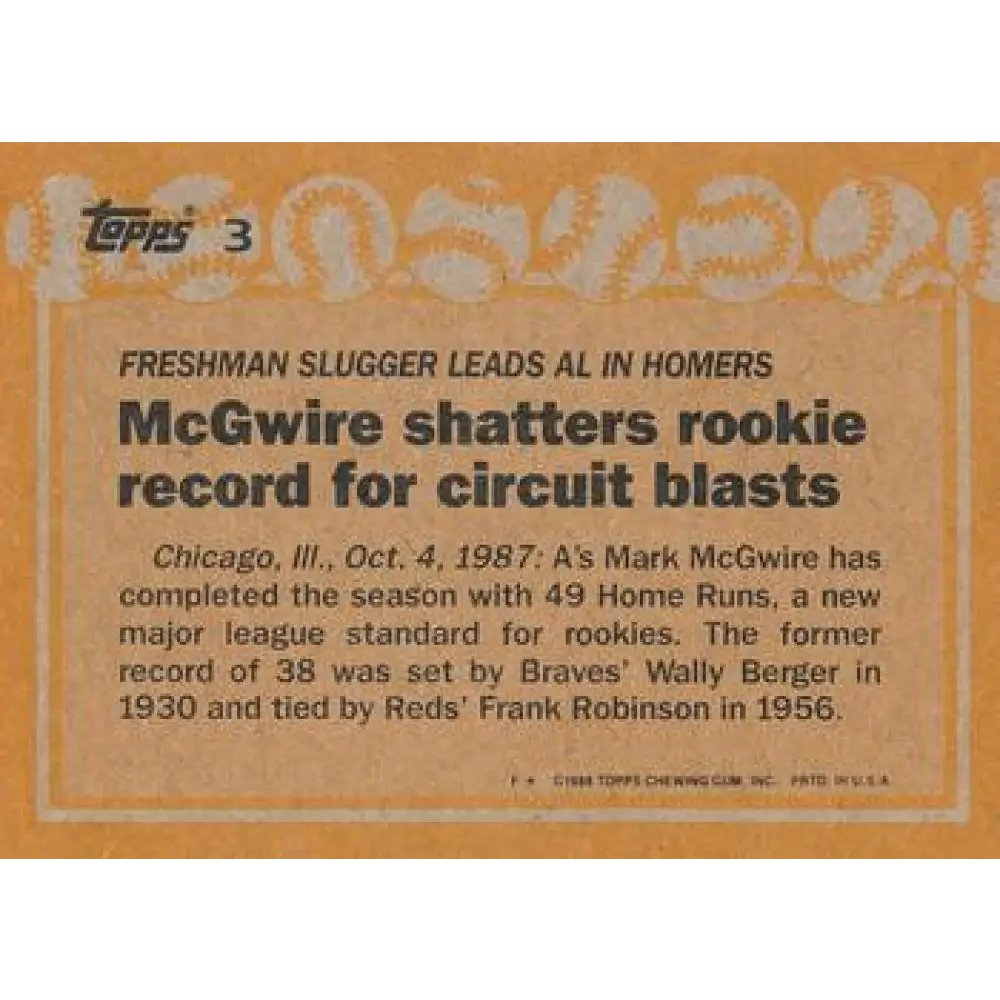 Topps® 3
FRESHMAN SLUGGER LEADS AL IN HOMERS
McGwire shatters rookie
record for circuit blasts
Chicago, Ill., Oct. 4, 1987: A's Mark McGwire has
completed the season with 49 Home Runs, a new
major league standard for rookies. The former
record of 38 was set by Braves' Wally Berger in
1930 and tied by Reds' Frank Robinson in 1956.
F * ©1988 TOPPS CHEWING GUM, INC. PRTD. IN U.S.A.